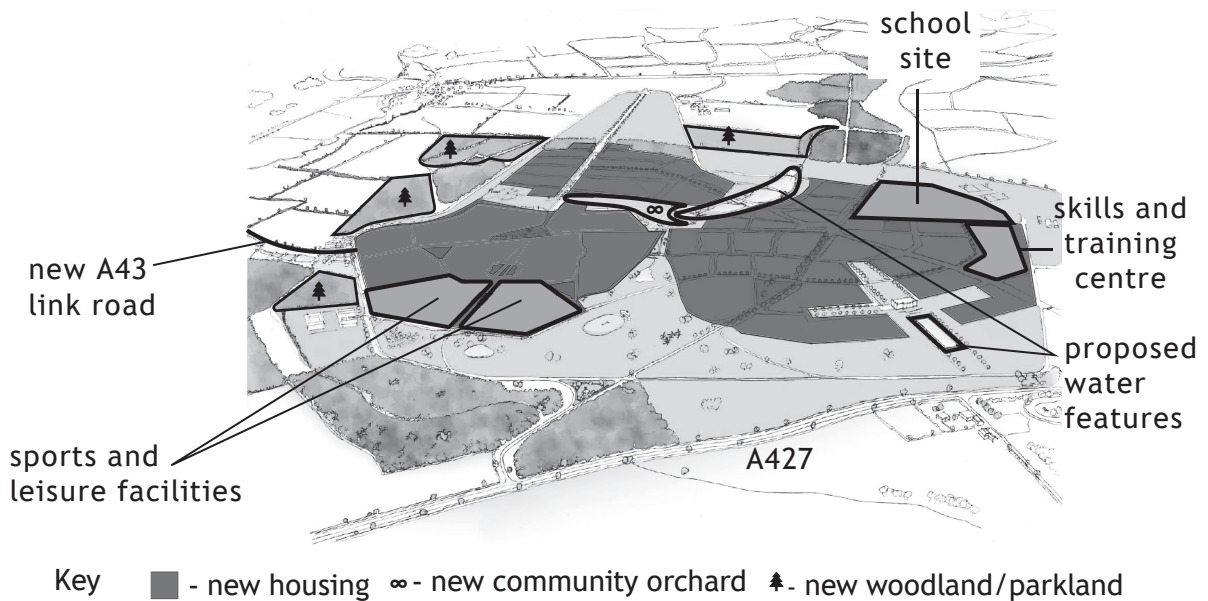 school
site
skills and
training
centre
new A43
link road
proposed
water
features
sports and
leisure facilities
A427
Key - new housing ∞ - new community orchard - new woodland/parkland